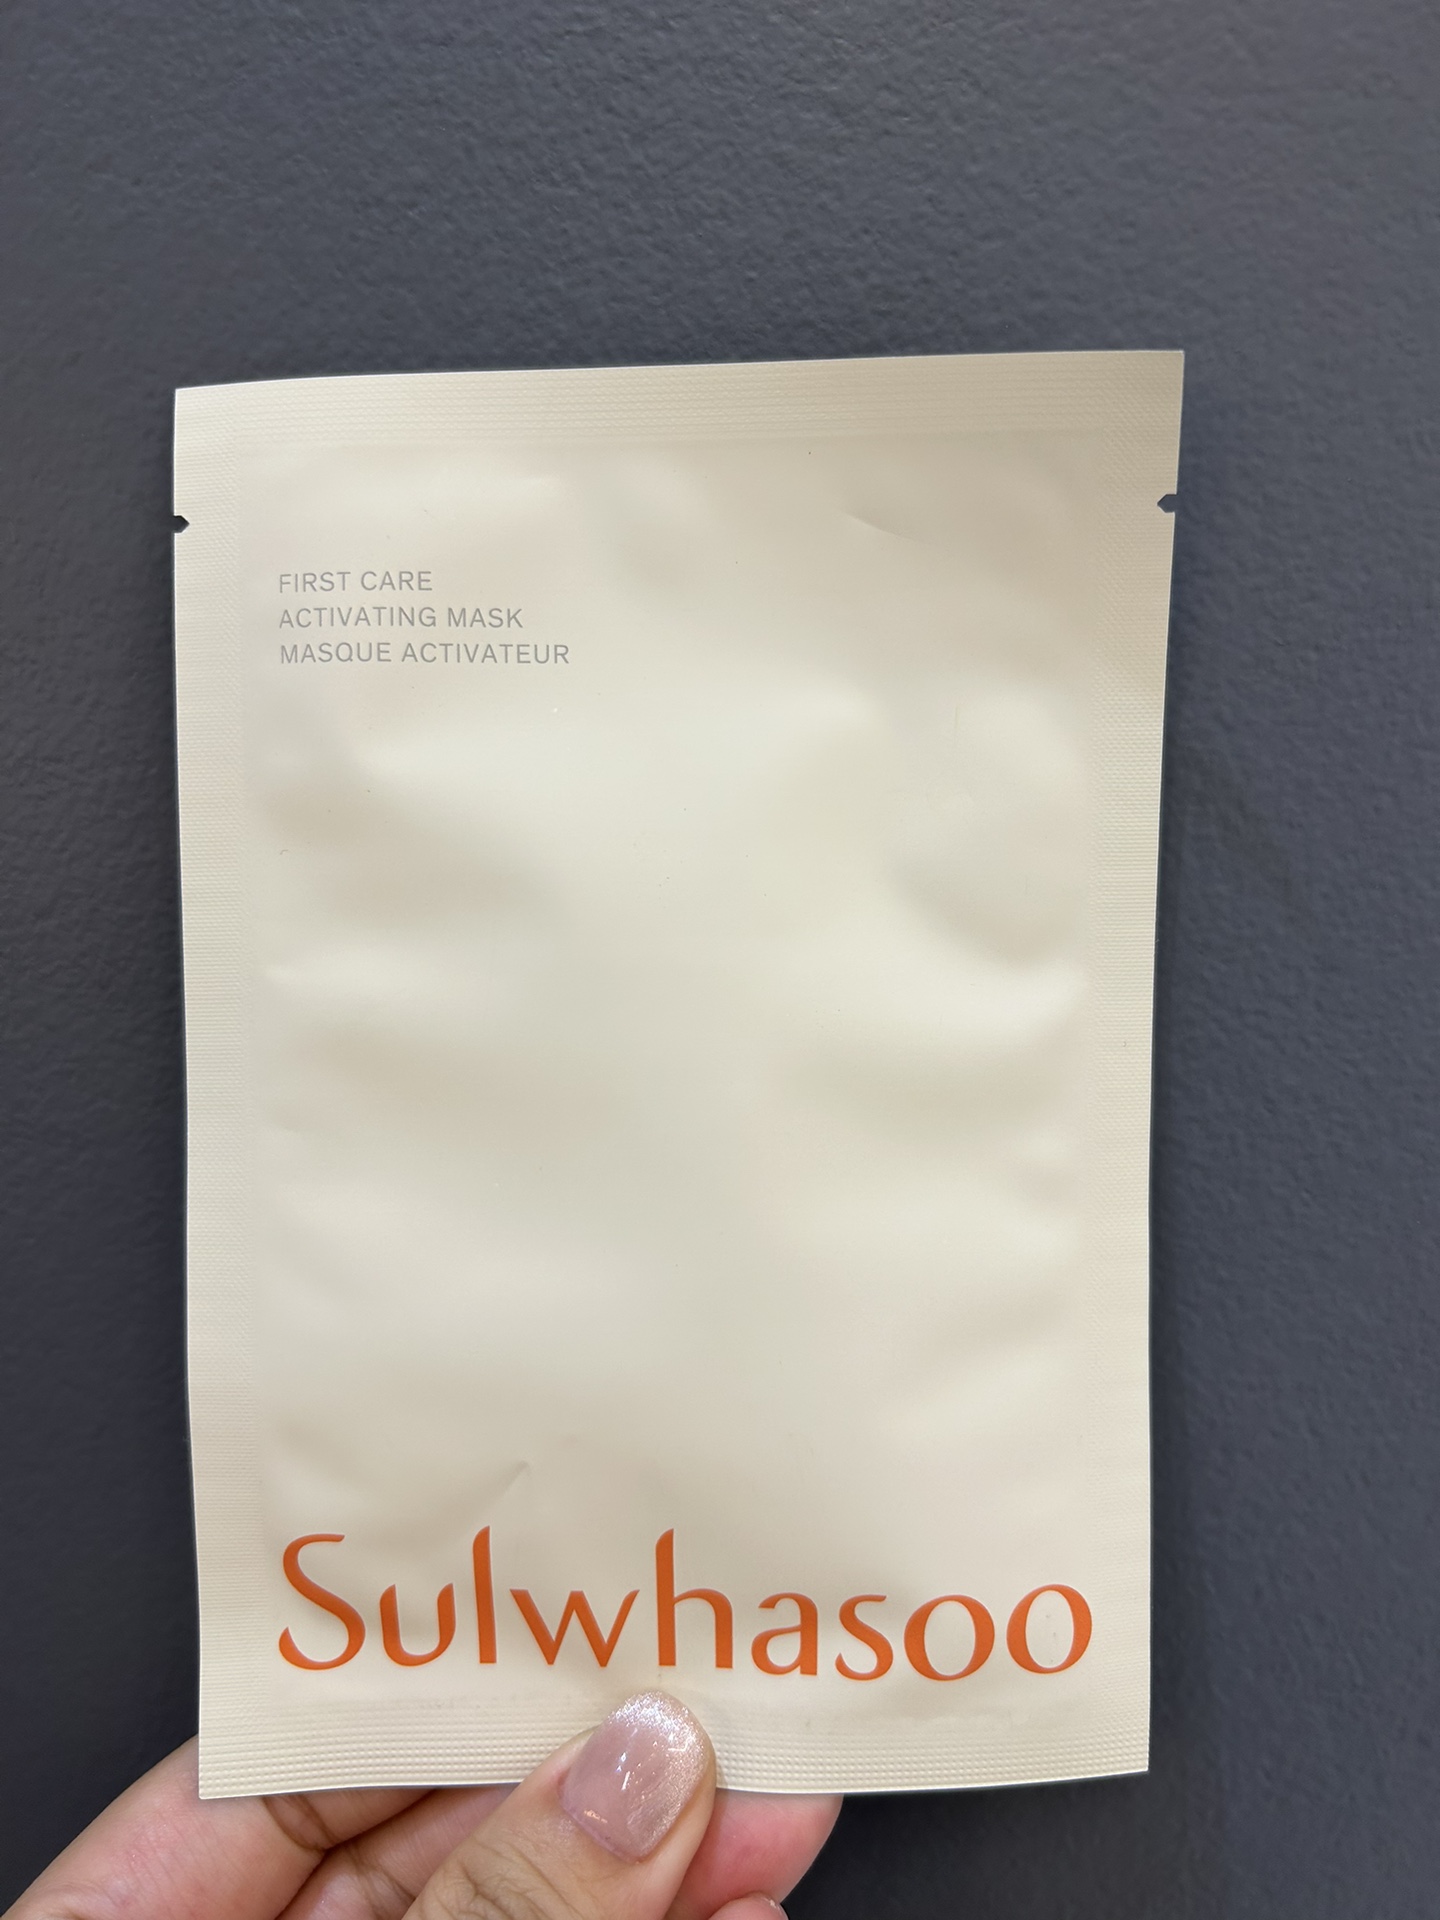 FIRST CARE
ACTIVATING MASK
MASQUE ACTIVATEUR
Sulwhasoo